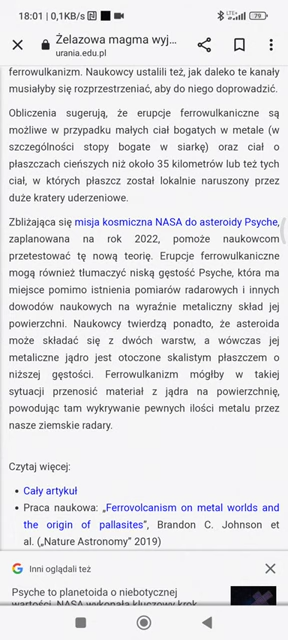 18:01 | 0,1KB/s
LTE+
79
Żelazowa magma wyj...
urania.edu.pl
ferrowulkanizm. Naukowcy ustalili też, jak daleko te kanały
musiałyby się rozprzestrzeniać, aby do niego doprowadzić.
Obliczenia sugerują, że erupcje ferrowulkaniczne są
możliwe w przypadku małych ciał bogatych w metale (w
szczególności stopy bogate w siarkę) oraz ciał o
płaszczach cieńszych niż około 35 kilometrów lub też tych
ciał, w których płaszcz został lokalnie naruszony przez
duże kratery uderzeniowe.
Zbliżająca się misja kosmiczna NASA do asteroidy Psyche,
zaplanowana na rok 2022, pomoże naukowcom
przetestować tę nową teorię. Erupcje ferrowulkaniczne
mogą również tłumaczyć niską gęstość Psyche, która ma
miejsce pomimo istnienia pomiarów radarowych i innych
dowodów naukowych na wyraźnie metaliczny skład jej
powierzchni. Naukowcy twierdzą ponadto, że asteroida
może składać się z dwóch warstw, a wówczas jej
metaliczne jądro jest otoczone skalistym płaszczem o
niższej gęstości. Ferrowulkanizm mógłby w takiej
sytuacji przenosić materiał z jądra na powierzchnię,
powodując tam wykrywanie pewnych ilości metalu przez
nasze ziemskie radary.
Czytaj więcej:
• Cały artykuł
• Praca naukowa: „Ferrovolcanism on metal worlds and
the origin of pallasites”, Brandon C. Johnson et
al. („Nature Astronomy” 2019)
G Inni oglądali też
Psyche to planetoida o niebotycznej
wartości. NASA wykonała kluczowy krok